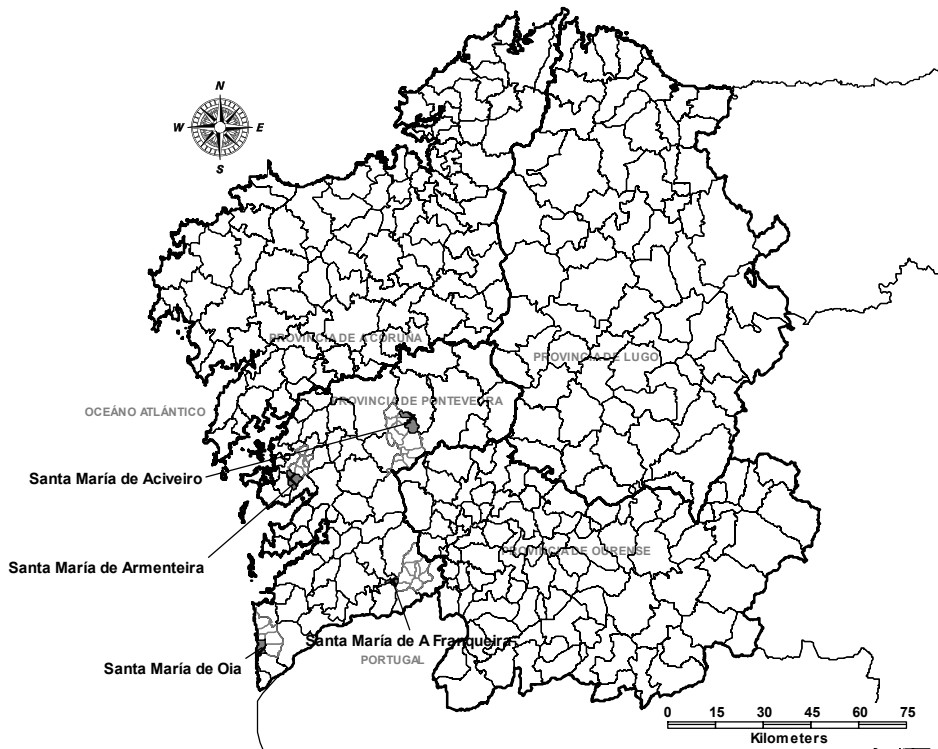 N
W E
S
PROVINCIA DE A CORUÑA
PROVINCIA DE LUGO
PROVINCIA DE PONTEVEDRA
OCEÁNO ATLÁNTICO
Santa María de Aciveiro
PROVINCIA DE OURENSE
Santa María de Armenteira
Santa María de A Franqueira
PORTUGAL
Santa María de Oia
0 15 30 45 60 75
Kilometers